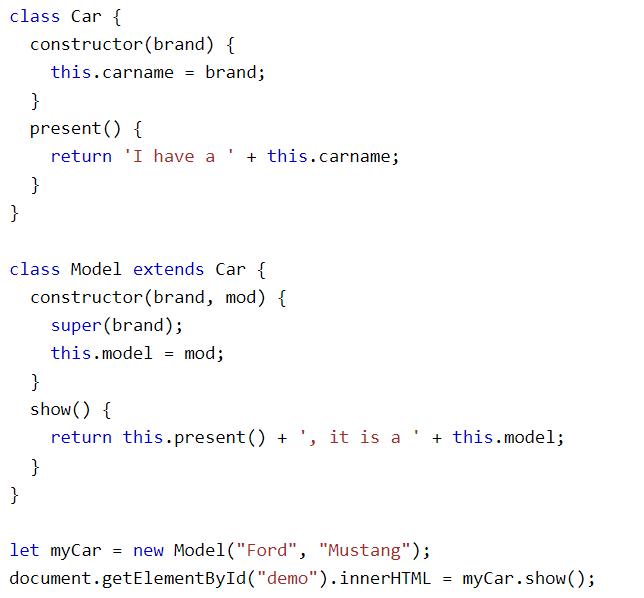 class Car {
  constructor(brand) {
    this.carname = brand;
  }
  present() {
    return 'I have a ' + this.carname;
  }
}

class Model extends Car {
  constructor(brand, mod) {
    super(brand);
    this.model = mod;
  }
  show() {
    return this.present() + ', it is a ' + this.model;
  }
}

let myCar = new Model("Ford", "Mustang");
document.getElementById("demo").innerHTML = myCar.show();